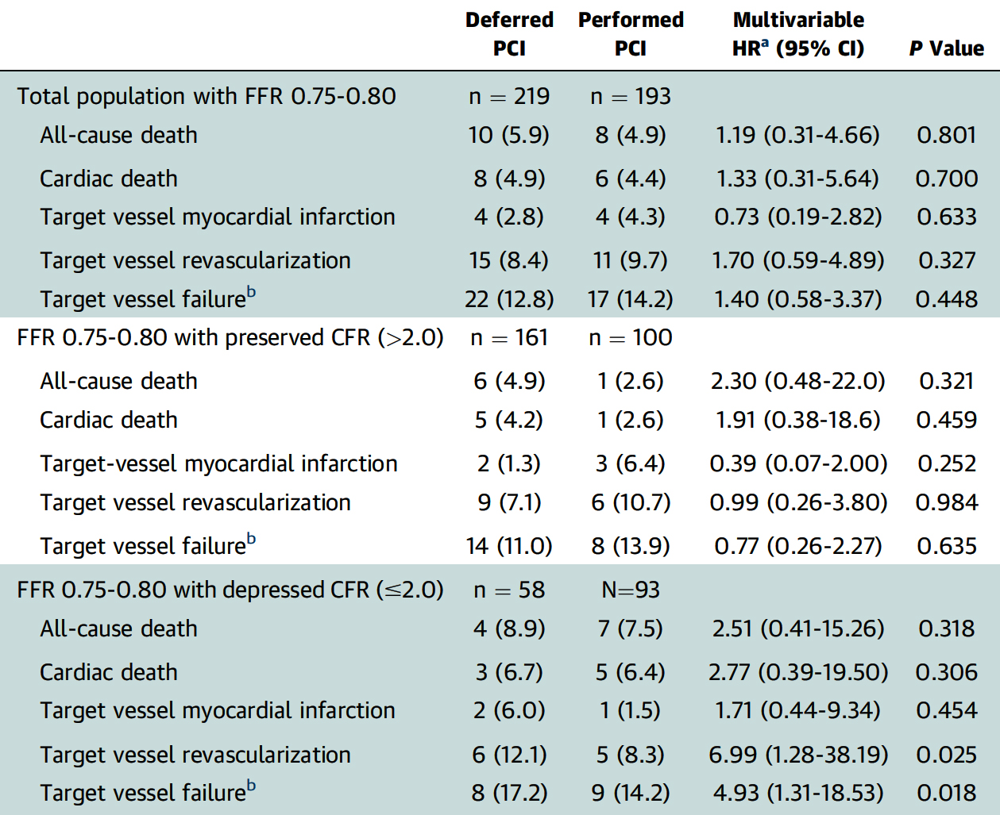 Deferred PCI Performed PCI Multivariable HRa (95% CI) P Value
Total population with FFR 0.75-0.80 n = 219 n = 193
All-cause death 10 (5.9) 8 (4.9) 1.19 (0.31-4.66) 0.801
Cardiac death 8 (4.9) 6 (4.4) 1.33 (0.31-5.64) 0.700
Target vessel myocardial infarction 4 (2.8) 4 (4.3) 0.73 (0.19-2.82) 0.633
Target vessel revascularization 15 (8.4) 11 (9.7) 1.70 (0.59-4.89) 0.327
Target vessel failureb 22 (12.8) 17 (14.2) 1.40 (0.58-3.37) 0.448
FFR 0.75-0.80 with preserved CFR (>2.0) n = 161 n = 100
All-cause death 6 (4.9) 1 (2.6) 2.30 (0.48-22.0) 0.321
Cardiac death 5 (4.2) 1 (2.6) 1.91 (0.38-18.6) 0.459
Target-vessel myocardial infarction 2 (1.3) 3 (6.4) 0.39 (0.07-2.00) 0.252
Target vessel revascularization 9 (7.1) 6 (10.7) 0.99 (0.26-3.80) 0.984
Target vessel failureb 14 (11.0) 8 (13.9) 0.77 (0.26-2.27) 0.635
FFR 0.75-0.80 with depressed CFR (≤2.0) n = 58 N=93
All-cause death 4 (8.9) 7 (7.5) 2.51 (0.41-15.26) 0.318
Cardiac death 3 (6.7) 5 (6.4) 2.77 (0.39-19.50) 0.306
Target vessel myocardial infarction 2 (6.0) 1 (1.5) 1.71 (0.44-9.34) 0.454
Target vessel revascularization 6 (12.1) 5 (8.3) 6.99 (1.28-38.19) 0.025
Target vessel failureb 8 (17.2) 9 (14.2) 4.93 (1.31-18.53) 0.018